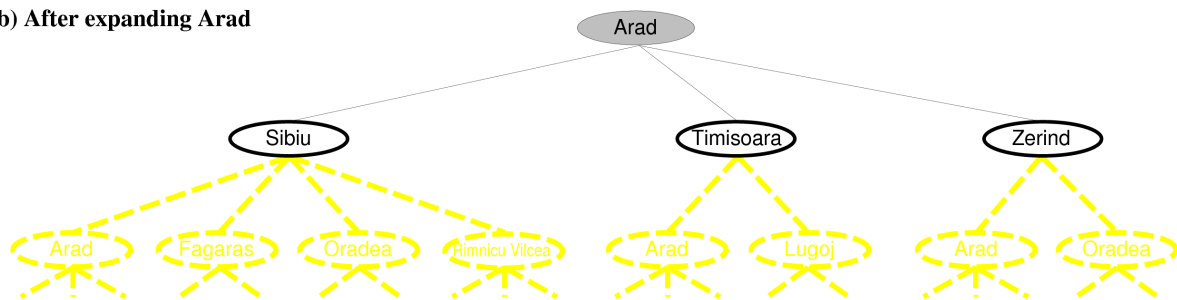 b) After expanding Arad
Arad
Sibiu Timisoara Zerind
Arad Fagaras Oradea Rimnicu Vilcea Arad Lugoj Arad Oradea